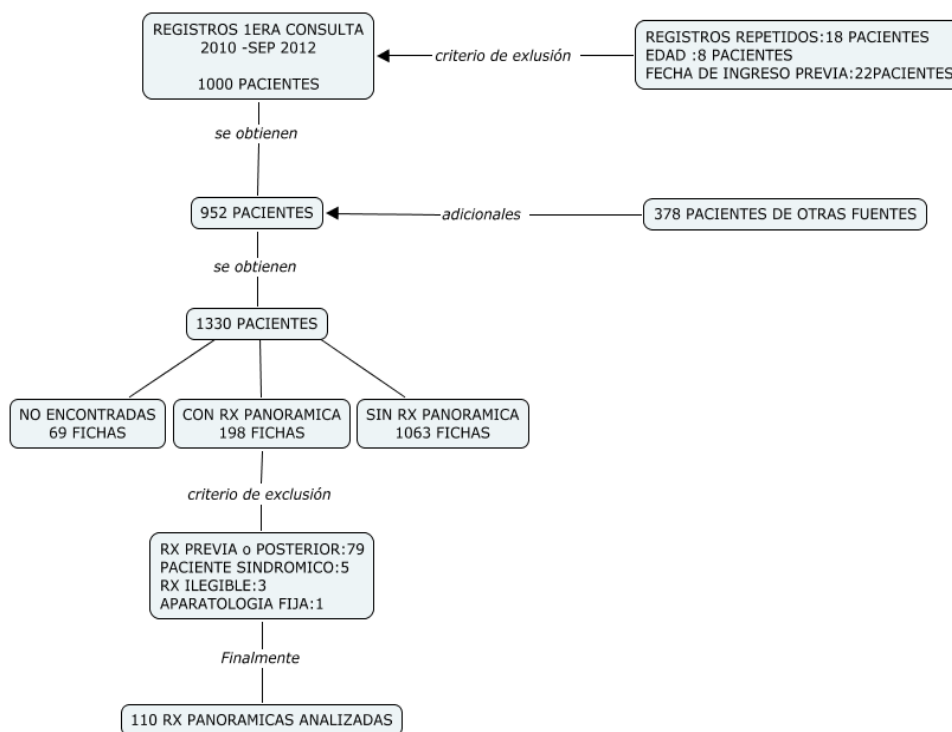 REGISTROS 1ERA CONSULTA
2010 -SEP 2012
1000 PACIENTES
criterio de exlusión
REGISTROS REPETIDOS:18 PACIENTES
EDAD :8 PACIENTES
FECHA DE INGRESO PREVIA:22PACIENTES
se obtienen
952 PACIENTES
adicionales
378 PACIENTES DE OTRAS FUENTES
se obtienen
1330 PACIENTES
NO ENCONTRADAS
69 FICHAS
CON RX PANORAMICA
198 FICHAS
SIN RX PANORAMICA
1063 FICHAS
criterio de exclusión
RX PREVIA o POSTERIOR:79
PACIENTE SINDROMICO:5
RX ILEGIBLE:3
APARATOLOGIA FIJA:1
Finalmente
110 RX PANORAMICAS ANALIZADAS